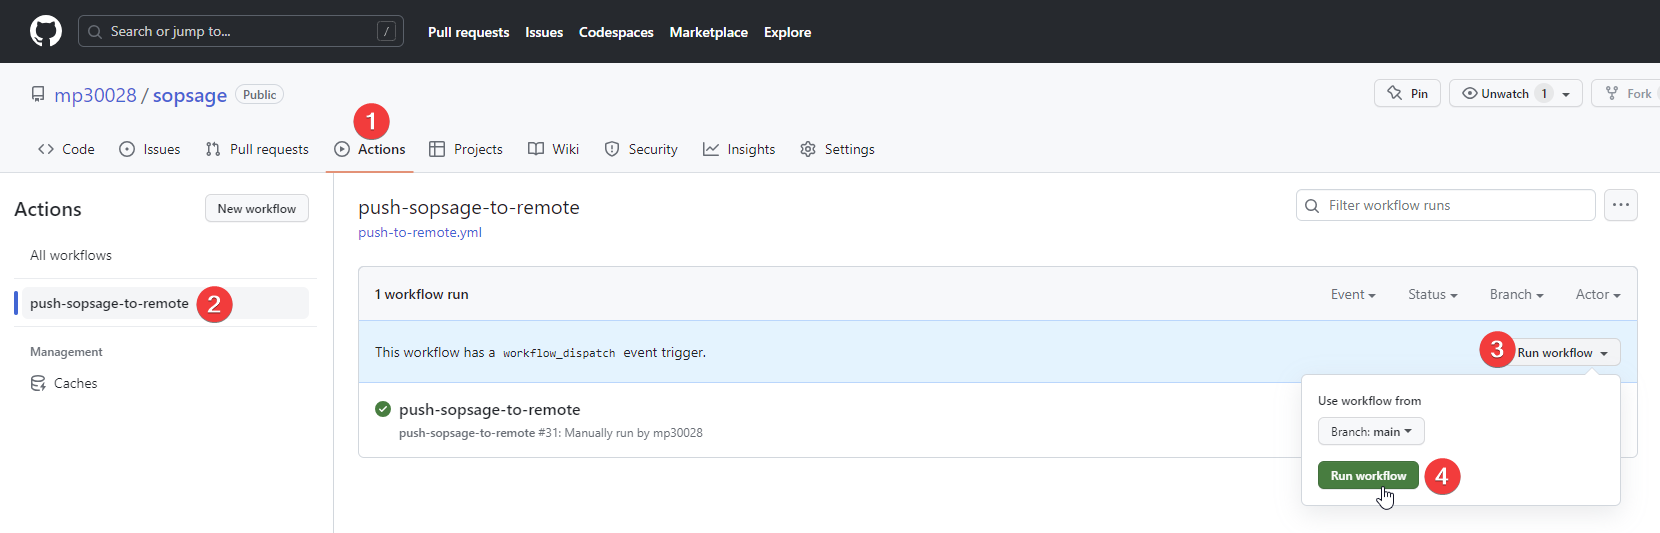 Search or jump to... / Pull requests Issues Codespaces Marketplace Explore
mp30028 / sopsage Public Pin Unwatch 1 Fork
1
Code Issues Pull requests Actions Projects Wiki Security Insights Settings
Actions New workflow
push-sopsage-to-remote Filter workflow runs ...
push-to-remote.yml
All workflows
1 workflow run Event Status Branch Actor
push-sopsage-to-remote 2
This workflow has a workflow_dispatch event trigger. 3 Run workflow
Management
Caches
Use workflow from
push-sopsage-to-remote
push-sopsage-to-remote #31: Manually run by mp30028
Branch: main
Run workflow 4